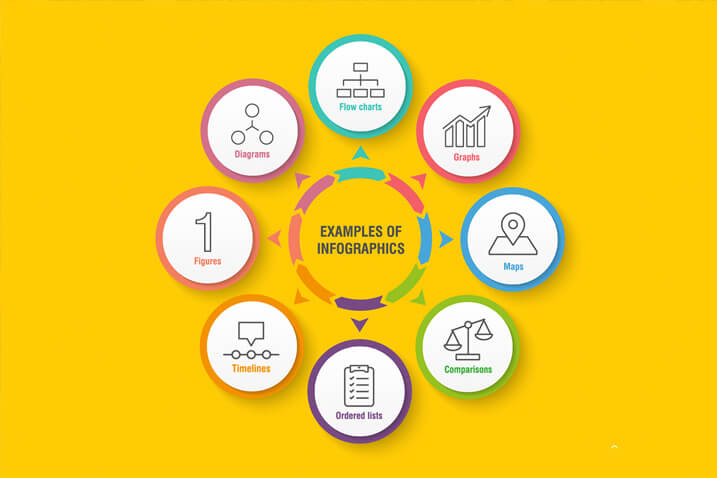 EXAMPLES OF
INFOGRAPHICS
Flow charts
Graphs
Maps
Comparisons
Ordered lists
Timelines
Figures
1
Diagrams